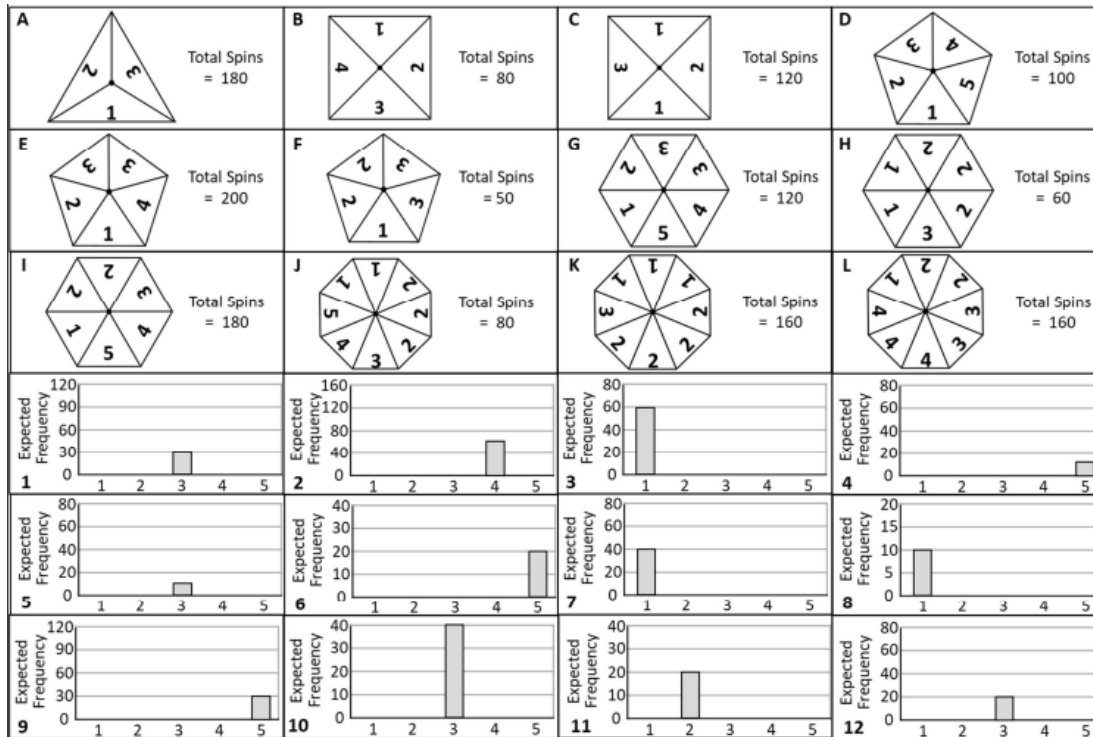 A
2 3
1
Total Spins
= 180
B
1
4 2
3
Total Spins
= 80
C
1
3 2
1
Total Spins
= 120
D
3 4
2 5
1
Total Spins
= 100
E
3 3
2 4
1
Total Spins
= 200
F
2 3
2 3
1
Total Spins
= 50
G
3
2 3
1 4
5
Total Spins
= 120
H
2
1 2
1 2
3
Total Spins
= 60
I
2
2 3
1 4
5
Total Spins
= 180
J
1
1 2
5 2
4 2
3
Total Spins
= 80
K
1
1 1
3 2
2 2
2
Total Spins
= 160
L
2
1 2
4 3
4 3
4
Total Spins
= 160
Expected
Frequency
120
90
60
30
0
1 2 3 4 5
1
Expected
Frequency
160
120
80
40
0
1 2 3 4 5
2
Expected
Frequency
80
60
40
20
0
1 2 3 4 5
3
Expected
Frequency
80
60
40
20
0
1 2 3 4 5
4
Expected
Frequency
80
60
40
20
0
1 2 3 4 5
5
Expected
Frequency
40
30
20
10
0
1 2 3 4 5
6
Expected
Frequency
80
60
40
20
0
1 2 3 4 5
7
Expected
Frequency
20
15
10
5
0
1 2 3 4 5
8
Expected
Frequency
120
90
60
30
0
1 2 3 4 5
9
Expected
Frequency
40
30
20
10
0
1 2 3 4 5
10
Expected
Frequency
40
30
20
10
0
1 2 3 4 5
11
Expected
Frequency
80
60
40
20
0
1 2 3 4 5
12